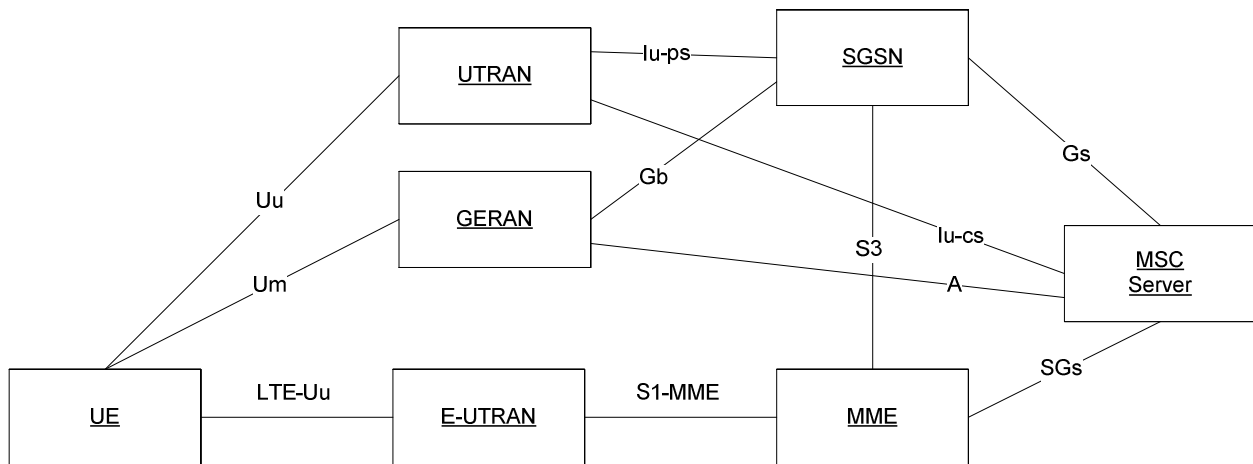 UTRAN
Iu-ps
SGSN
Gs
Uu
Gb
GERAN
Iu-cs
S3
MSC
Server
Um
A
SGs
UE
LTE-Uu
E-UTRAN
S1-MME
MME